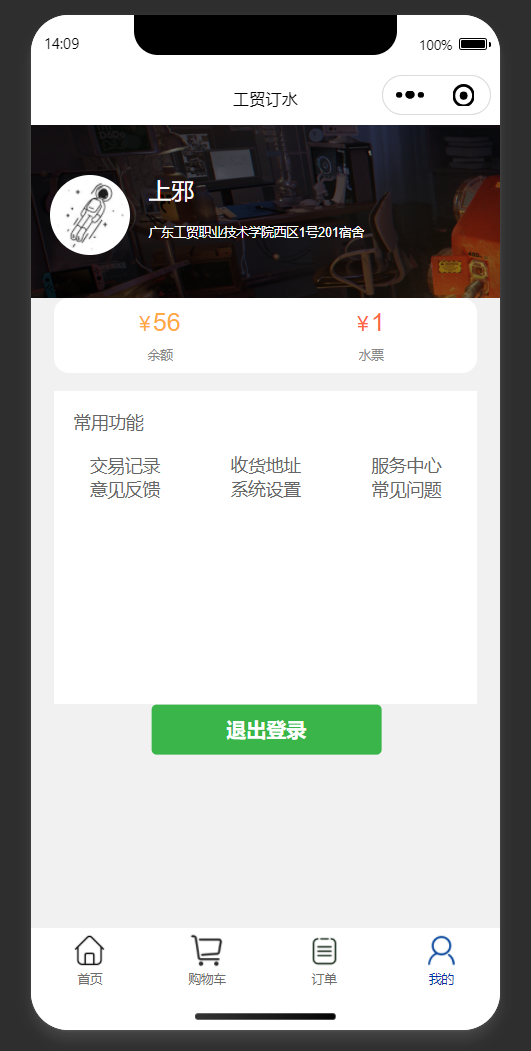 14:09
100%
工贸订水
上邪
广东工贸职业技术学院西区1号201宿舍
¥56
¥1
余额
水票
常用功能
交易记录
收货地址
服务中心
意见反馈
系统设置
常见问题
退出登录
首页
购物车
订单
我的